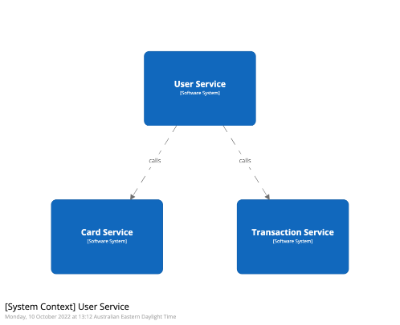 User Service
[Software System]
calls
calls
Card Service
[Software System]
Transaction Service
[Software System]
[System Context] User Service
Monday, 10 October 2022 at 13:12 Australian Eastern Daylight Time